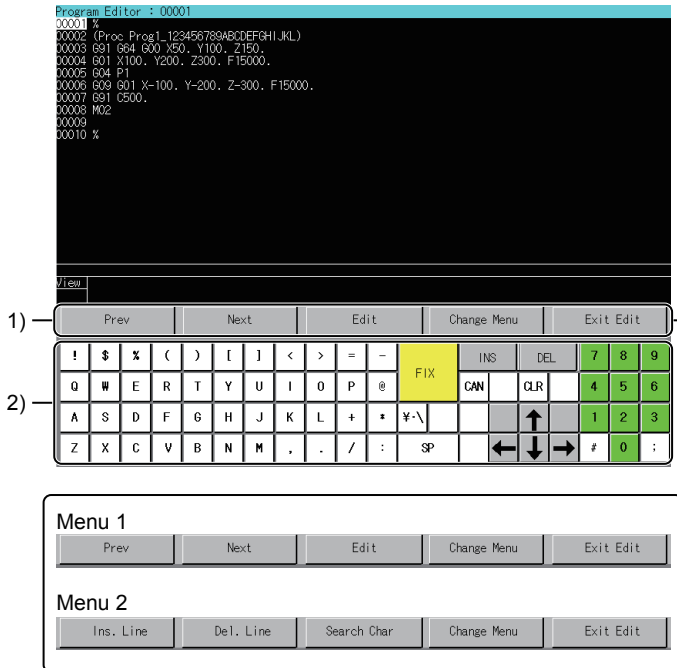 Program Editor : 00001
00001 %
00002 (Proc Prog1_123456789ABCDEFGHIJKL)
00003 G91 G64 G00 X50. Y100. Z150.
00004 G01 X100. Y200. Z300. F15000.
00005 G04 P1
00006 G09 G01 X-100. Y-200. Z-300. F15000.
00007 G91 C500.
00008 M02
00009
00010 %
View
1) Prev Next Edit Change Menu Exit Edit
2)
! $ % ( ) [ ] < > = - FIX INS DEL 7 8 9
Q W E R T Y U I O P @ CAN CLR 4 5 6
A S D F G H J K L + * ¥·\ ↑ 1 2 3
Z X C V B N M , . / : SP ← ↓ → # 0 ;
Menu 1
Prev Next Edit Change Menu Exit Edit
Menu 2
Ins. Line Del. Line Search Char Change Menu Exit Edit